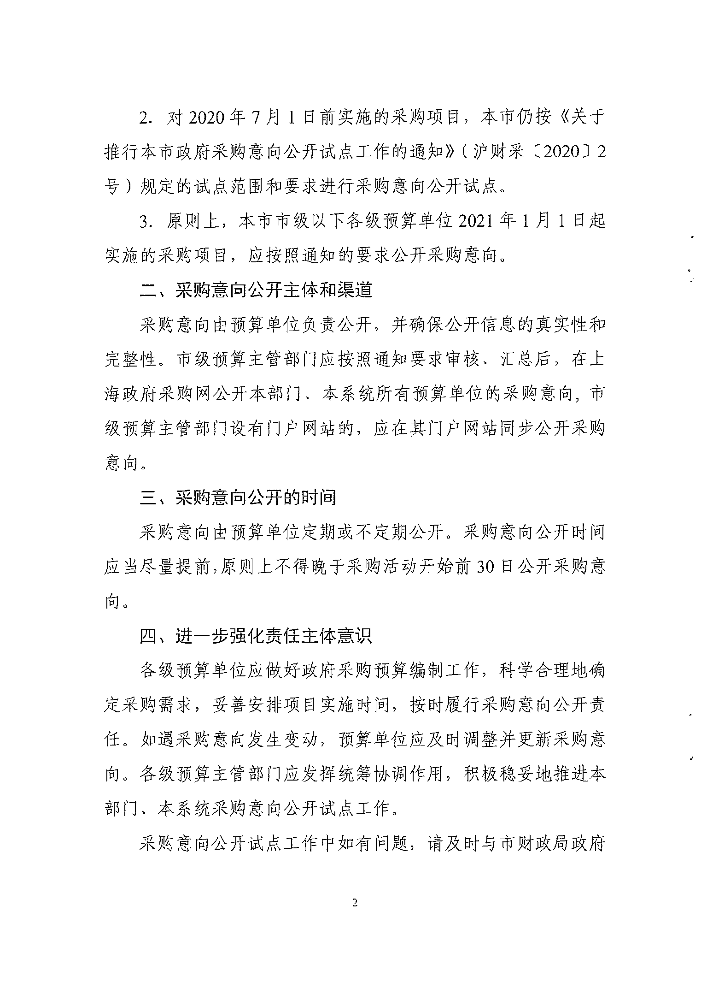 2. 对 2020 年 7 月 1 日前实施的采购项目，本市仍按《关于
推行本市政府采购意向公开试点工作的通知》（沪财采〔2020〕2
号）规定的试点范围和要求进行采购意向公开试点。
3. 原则上，本市市级以下各级预算单位 2021 年 1 月 1 日起
实施的采购项目，应按照通知的要求公开采购意向。
二、采购意向公开主体和渠道
采购意向由预算单位负责公开，并确保公开信息的真实性和
完整性。市级预算主管部门应按照通知要求审核、汇总后，在上
海政府采购网公开本部门、本系统所有预算单位的采购意向，市
级预算主管部门设有门户网站的，应在其门户网站同步公开采购
意向。
三、采购意向公开的时间
采购意向由预算单位定期或不定期公开。采购意向公开时间
应当尽量提前，原则上不得晚于采购活动开始前 30 日公开采购意
向。
四、进一步强化责任主体意识
各级预算单位应做好政府采购预算编制工作，科学合理地确
定采购需求，妥善安排项目实施时间，按时履行采购意向公开责
任。如遇采购意向发生变动，预算单位应及时调整并更新采购意
向。各级预算主管部门应发挥统筹协调作用，积极稳妥地推进本
部门、本系统采购意向公开试点工作。
采购意向公开试点工作中如有问题，请及时与市财政局政府
2